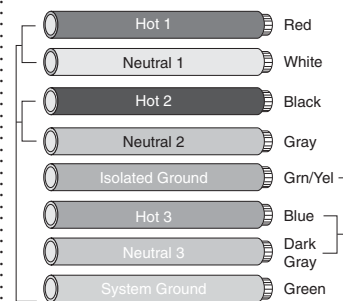 Hot 1 Red
Neutral 1 White
Hot 2 Black
Neutral 2 Gray
Isolated Ground Grn/Yel
Hot 3 Blue
Neutral 3 Dark
Gray
System Ground Green